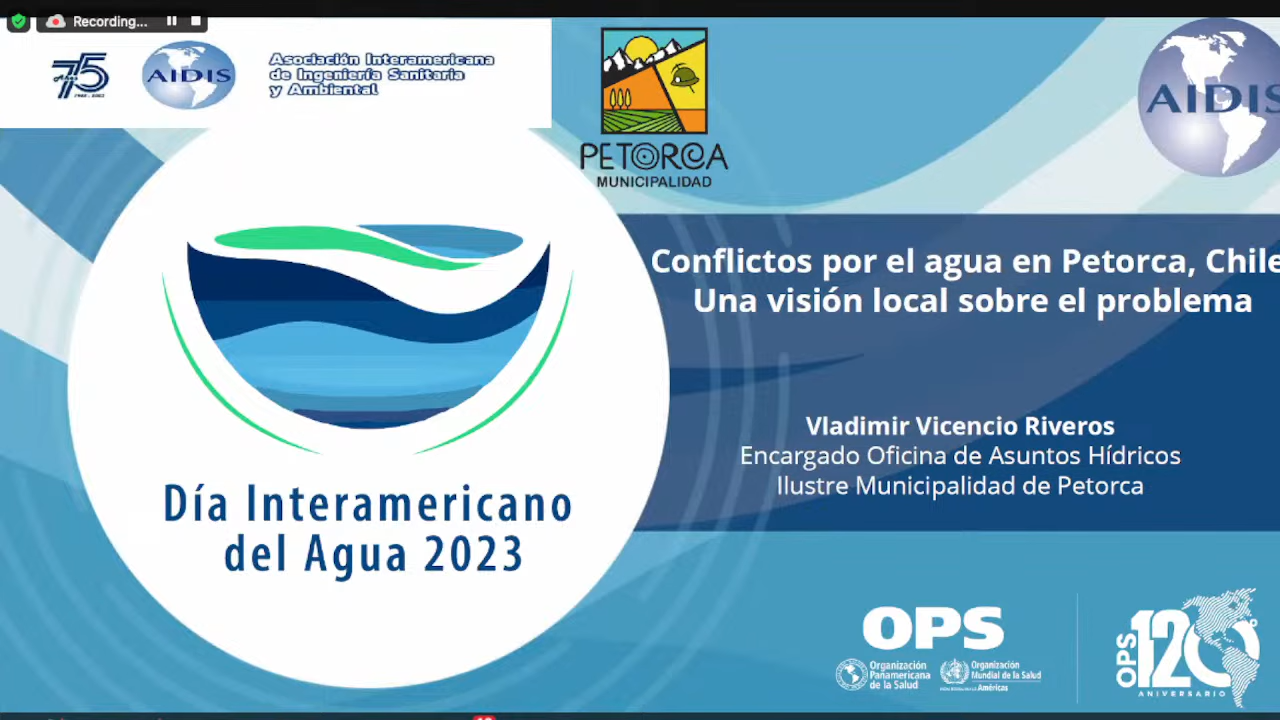 Recording...
75
Años
AIDIS
Asociación Interamericana
de Ingeniería Sanitaria
y Ambiental
PETORCA
MUNICIPALIDAD
AIDIS
Conflictos por el agua en Petorca, Chile
Una visión local sobre el problema
Vladimir Vicencio Riveros
Encargado Oficina de Asuntos Hídricos
Ilustre Municipalidad de Petorca
Día Interamericano
del Agua 2023
OPS
Organización
Panamericana
de la Salud
Organización
Mundial de la Salud
Américas
OPS
120
ANIVERSARIO